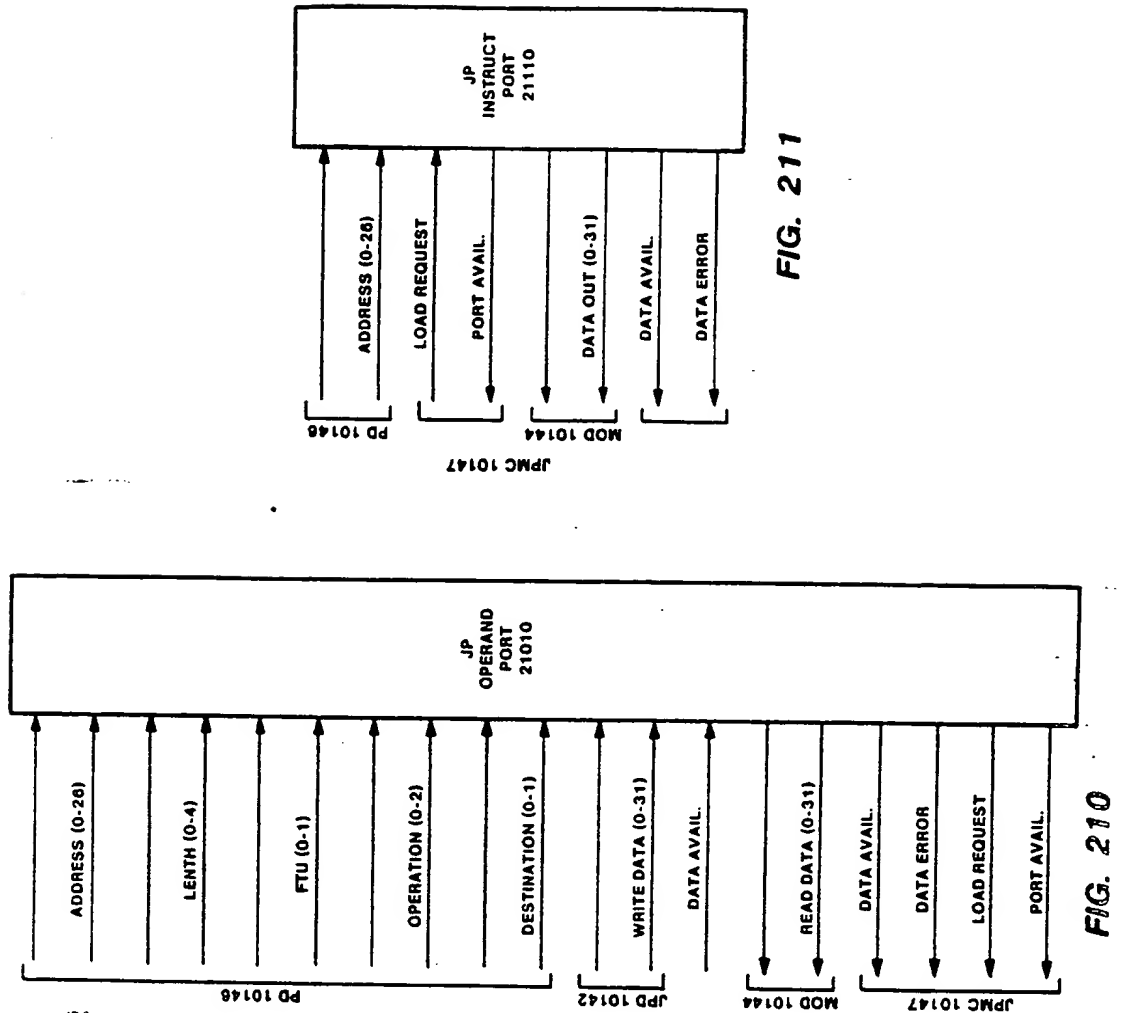 JP
INSTRUCT
PORT
21110
ADDRESS (0-26)
LOAD REQUEST
PORT AVAIL.
DATA OUT (0-31)
DATA AVAIL.
DATA ERROR
PD 10146
MOD 10144
JPMC 10147
FIG. 211
JP
OPERAND
PORT
21010
ADDRESS (0-26)
LENTH (0-4)
FTU (0-1)
OPERATION (0-2)
DESTINATION (0-1)
WRITE DATA (0-31)
DATA AVAIL.
READ DATA (0-31)
DATA AVAIL.
DATA ERROR
LOAD REQUEST
PORT AVAIL.
PD 10146
JPD 10142
MOD 10144
JPMC 10147
FIG. 210